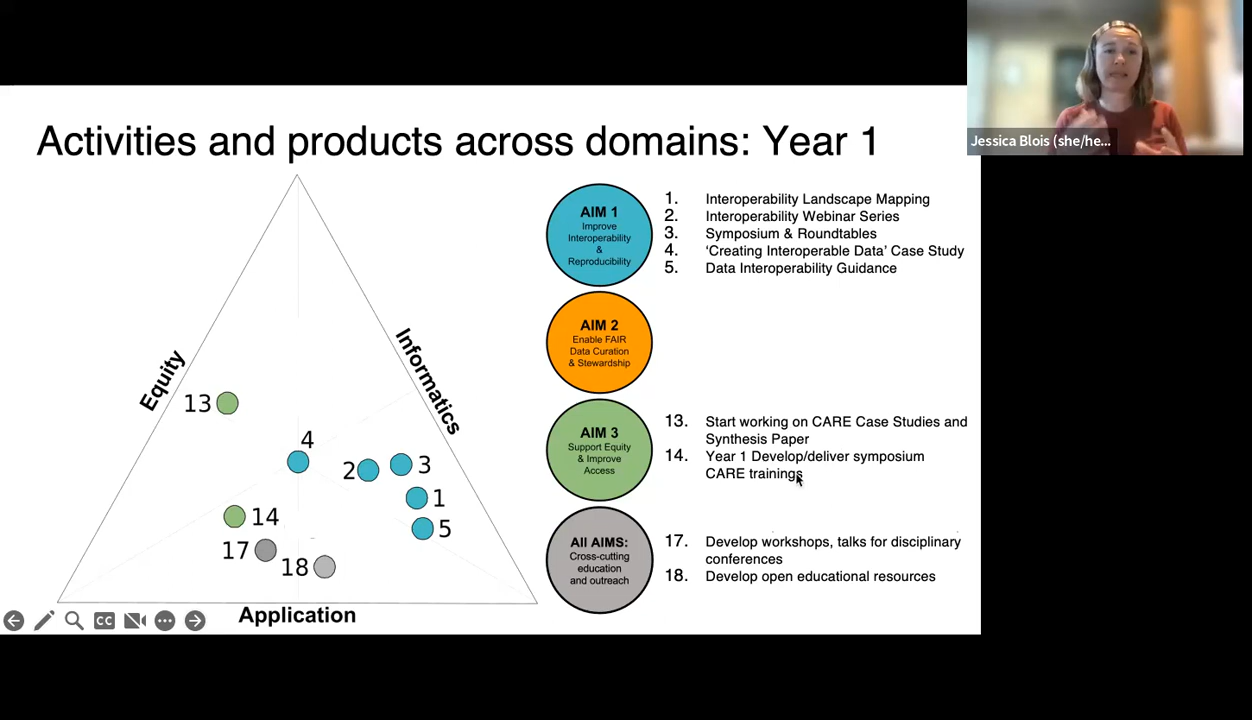 Jessica Blois (she/he...
Activities and products across domains: Year 1
Equity
Informatics
Application
13
4
2
3
1
5
14
17
18
AIM 1
Improve
Interoperability
&
Reproducibility
1. Interoperability Landscape Mapping
2. Interoperability Webinar Series
3. Symposium & Roundtables
4. ‘Creating Interoperable Data’ Case Study
5. Data Interoperability Guidance
AIM 2
Enable FAIR
Data Curation
& Stewardship
AIM 3
Support Equity
& Improve
Access
13. Start working on CARE Case Studies and
Synthesis Paper
14. Year 1 Develop/deliver symposium
CARE trainings
All AIMS:
Cross-cutting
education
and outreach
17. Develop workshops, talks for disciplinary
conferences
18. Develop open educational resources
CC